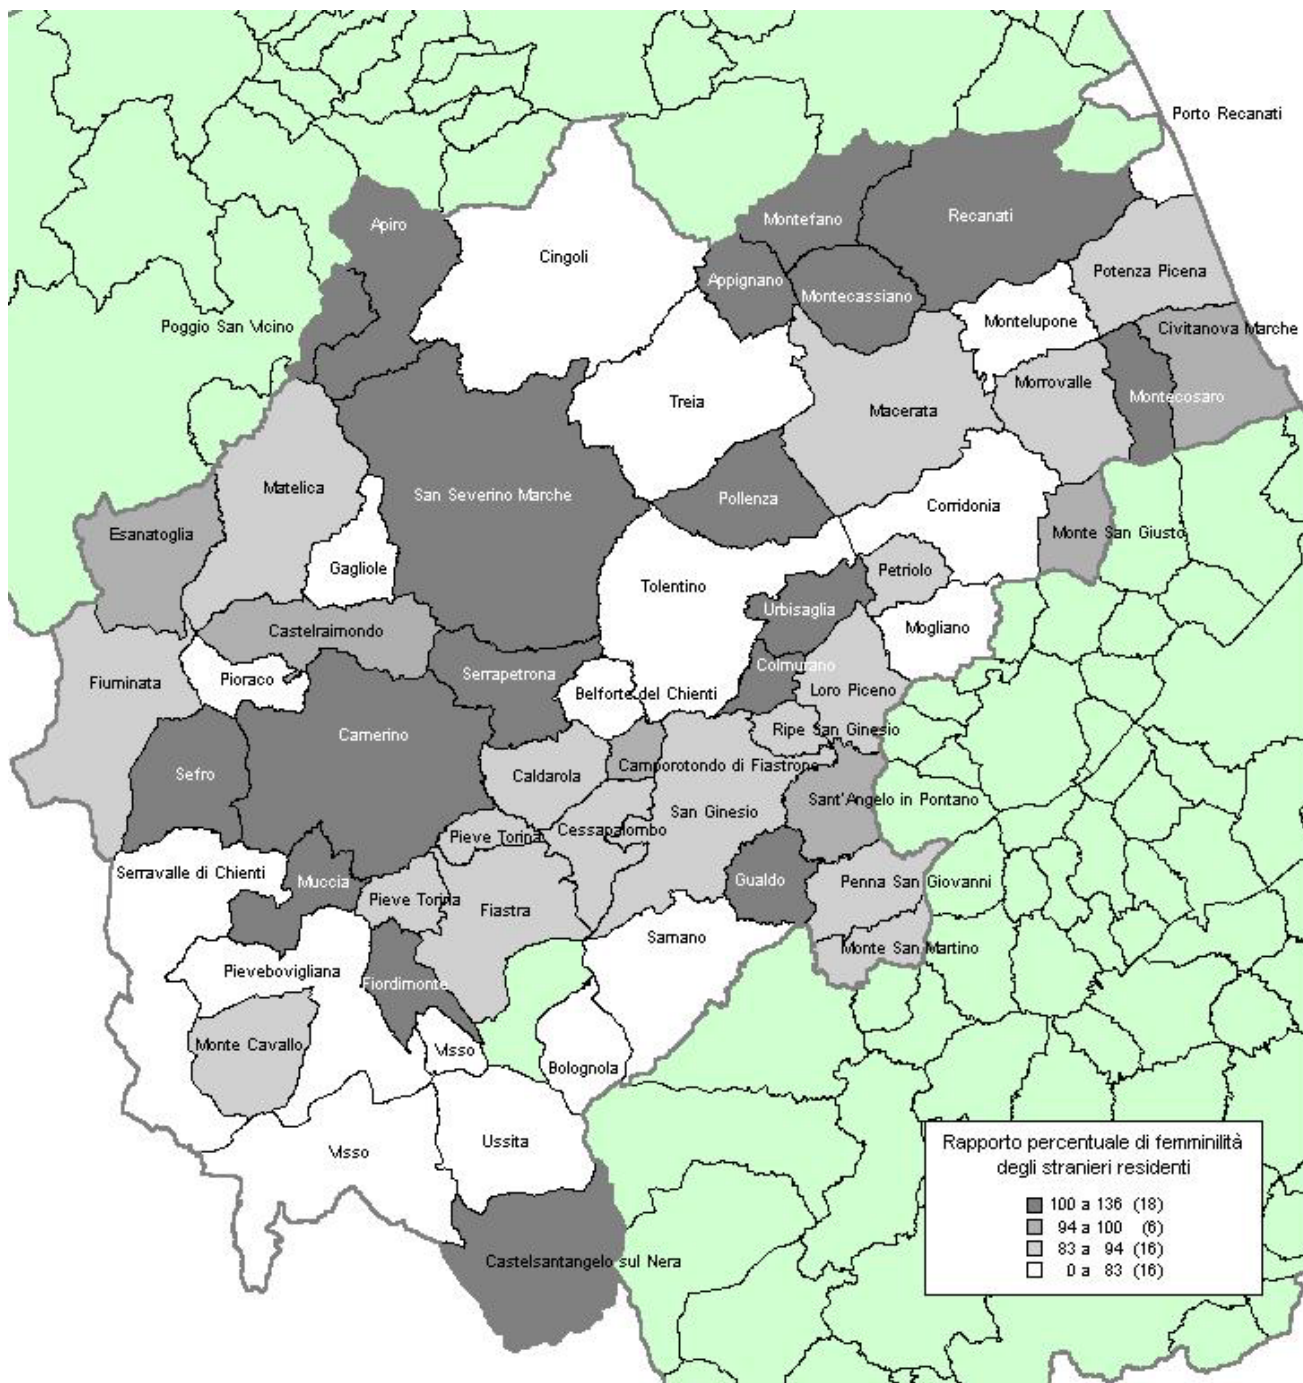 Porto Recanati
Apiro
Montefano
Recanati
Cingoli
Potenza Picena
Appignano
Montecassiano
Montelupone
Poggio San Vicino
Civitanova Marche
Treia
Macerata
Morrovalle
Montecosaro
Matelica
San Severino Marche
Pollenza
Corridonia
Esanatoglia
Monte San Giusto
Gagliole
Tolentino
Petriolo
Urbisaglia
Castelraimondo
Mogliano
Serrapetrona
Colmurano
Pioraco
Fiuminata
Belforte del Chienti
Loro Piceno
Camerino
Ripe San Ginesio
Sefro
Caldarola
Camporotondo di Fiastrone
Sant'Angelo in Pontano
San Ginesio
Pieve Torina
Cessapalombo
Serravalle di Chienti
Muccia
Gualdo
Penna San Giovanni
Pieve Torina
Fiastra
Sarnano
Monte San Martino
Pievebovigliana
Fiordimonte
Monte Cavallo
Visso
Bolognola
Ussita
Visso
Castelsantangelo sul Nera
Rapporto percentuale di femminilità
degli stranieri residenti
100 a 136 (18)
94 a 100 (6)
83 a 94 (16)
0 a 83 (16)